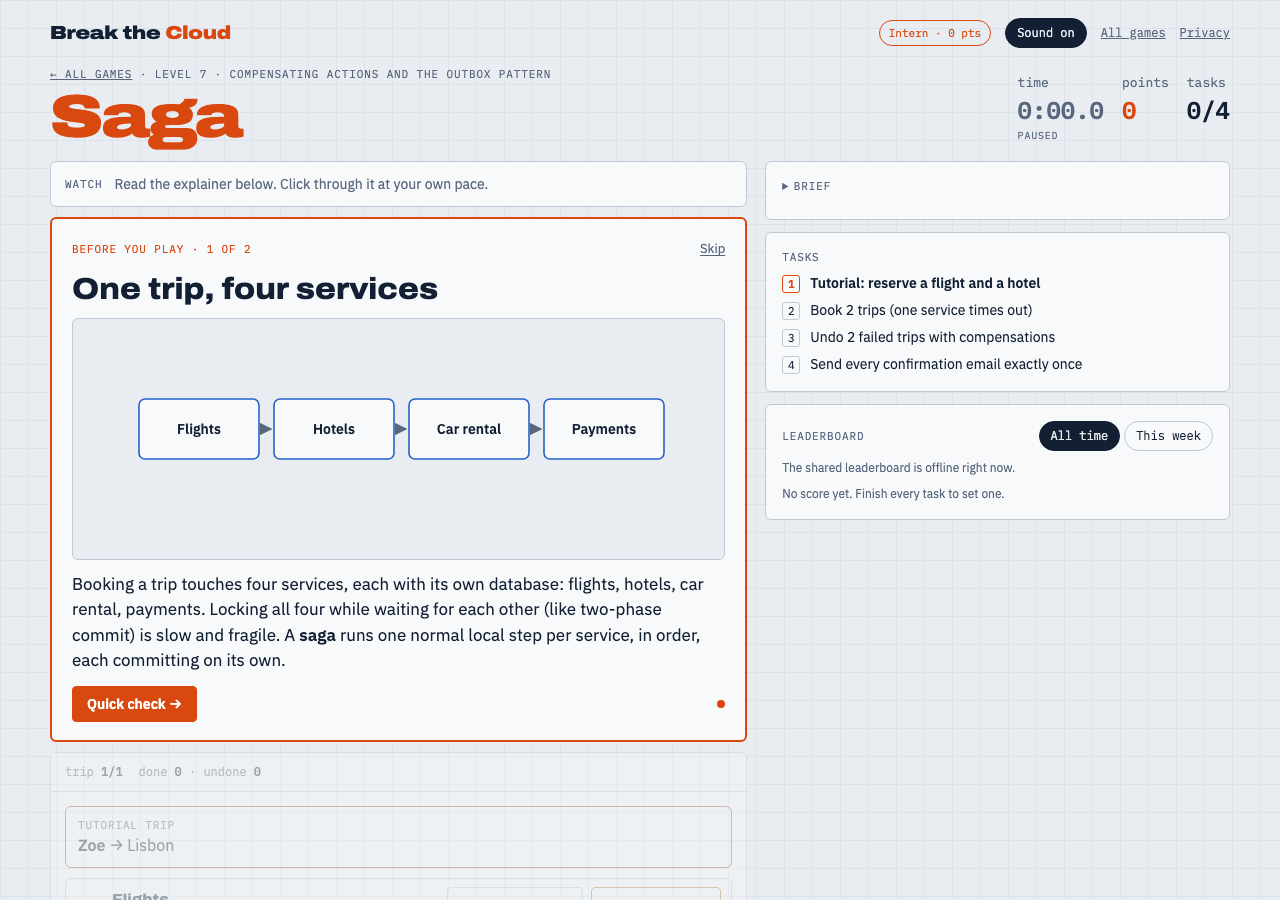 Break the Cloud
Intern · 0 pts
Sound on
All games
Privacy
← ALL GAMES · LEVEL 7 · COMPENSATING ACTIONS AND THE OUTBOX PATTERN
Saga
time
0:00.0
PAUSED
points
0
tasks
0/4
WATCH Read the explainer below. Click through it at your own pace.
BEFORE YOU PLAY · 1 OF 2
Skip
One trip, four services
Flights
Hotels
Car rental
Payments
Booking a trip touches four services, each with its own database: flights, hotels, car
rental, payments. Locking all four while waiting for each other (like two-phase
commit) is slow and fragile. A saga runs one normal local step per service, in order,
each committing on its own.
Quick check →
trip 1/1 done 0 · undone 0
TUTORIAL TRIP
Zoe → Lisbon
Flights
BRIEF
TASKS
1 Tutorial: reserve a flight and a hotel
2 Book 2 trips (one service times out)
3 Undo 2 failed trips with compensations
4 Send every confirmation email exactly once
LEADERBOARD
All time
This week
The shared leaderboard is offline right now.
No score yet. Finish every task to set one.